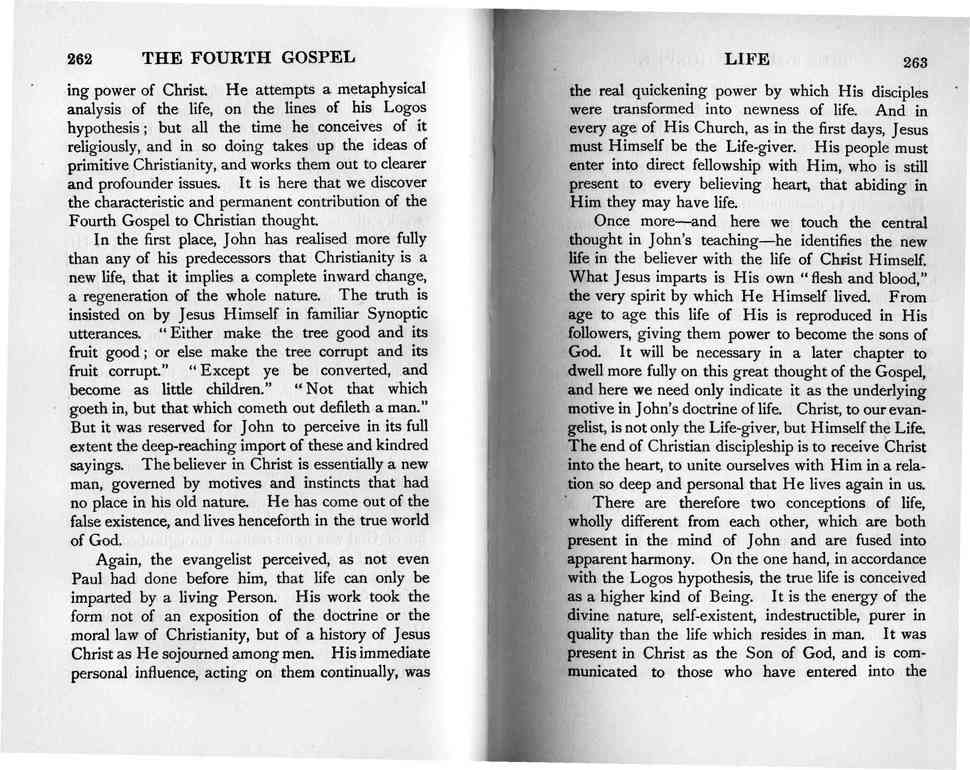 262 THE FOURTH GOSPEL
ing power of Christ. He attempts a metaphysical
analysis of the life, on the lines of his Logos
hypothesis; but all the time he conceives of it
religiously, and in so doing takes up the ideas of
primitive Christianity, and works them out to clearer
and profounder issues. It is here that we discover
the characteristic and permanent contribution of the
Fourth Gospel to Christian thought.
In the first place, John has realised more fully
than any of his predecessors that Christianity is a
new life, that it implies a complete inward change,
a regeneration of the whole nature. The truth is
insisted on by Jesus Himself in familiar Synoptic
utterances. “Either make the tree good and its
fruit good; or else make the tree corrupt and its
fruit corrupt.” “Except ye be converted, and
become as little children.” “Not that which
goeth in, but that which cometh out defileth a man.”
But it was reserved for John to perceive in its full
extent the deep-reaching import of these and kindred
sayings. The believer in Christ is essentially a new
man, governed by motives and instincts that had
no place in his old nature. He has come out of the
false existence, and lives henceforth in the true world
of God.
Again, the evangelist perceived, as not even
Paul had done before him, that life can only be
imparted by a living Person. His work took the
form not of an exposition of the doctrine or the
moral law of Christianity, but of a history of Jesus
Christ as He sojourned among men. His immediate
personal influence, acting on them continually, was
LIFE 263
the real quickening power by which His disciples
were transformed into newness of life. And in
every age of His Church, as in the first days, Jesus
must Himself be the Life-giver. His people must
enter into direct fellowship with Him, who is still
present to every believing heart, that abiding in
Him they may have life.
Once more—and here we touch the central
thought in John's teaching—he identifies the new
life in the believer with the life of Christ Himself.
What Jesus imparts is His own “flesh and blood,”
the very spirit by which He Himself lived. From
age to age this life of His is reproduced in His
followers, giving them power to become the sons of
God. It will be necessary in a later chapter to
dwell more fully on this great thought of the Gospel,
and here we need only indicate it as the underlying
motive in John's doctrine of life. Christ, to our evan-
gelist, is not only the Life-giver, but Himself the Life.
The end of Christian discipleship is to receive Christ
into the heart, to unite ourselves with Him in a rela-
tion so deep and personal that He lives again in us.
There are therefore two conceptions of life,
wholly different from each other, which are both
present in the mind of John and are fused into
apparent harmony. On the one hand, in accordance
with the Logos hypothesis, the true life is conceived
as a higher kind of Being. It is the energy of the
divine nature, self-existent, indestructible, purer in
quality than the life which resides in man. It was
present in Christ as the Son of God, and is com-
municated to those who have entered into the